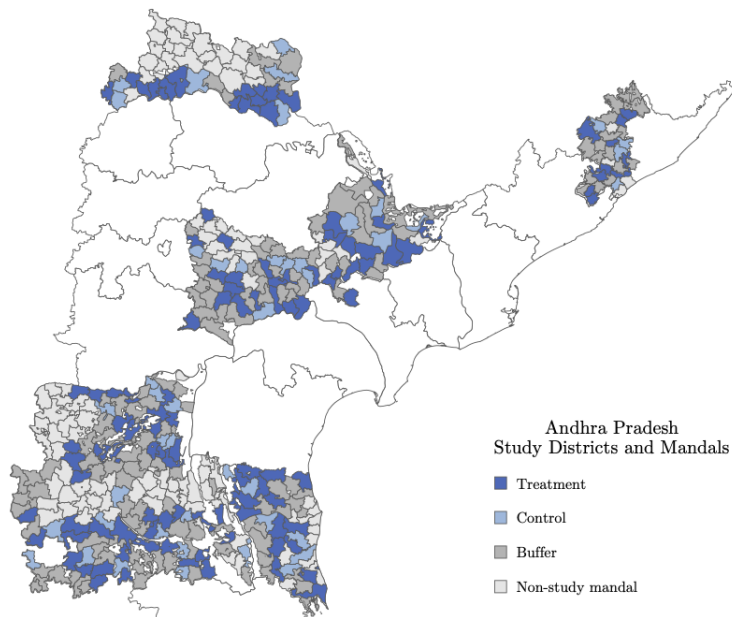 Andhra Pradesh
Study Districts and Mandals
Treatment
Control
Buffer
Non-study mandal